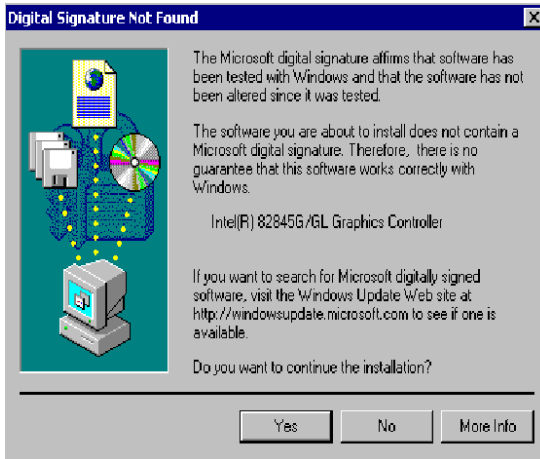 Digital Signature Not Found
The Microsoft digital signature affirms that software has
been tested with Windows and that the software has not
been altered since it was tested.
The software you are about to install does not contain a
Microsoft digital signature. Therefore, there is no
guarantee that this software works correctly with
Windows.
Intel(R) 82845G/GL Graphics Controller
If you want to search for Microsoft digitally signed
software, visit the Windows Update Web site at
http://windowsupdate.microsoft.com to see if one is
available.
Do you want to continue the installation?
Yes
No
More Info